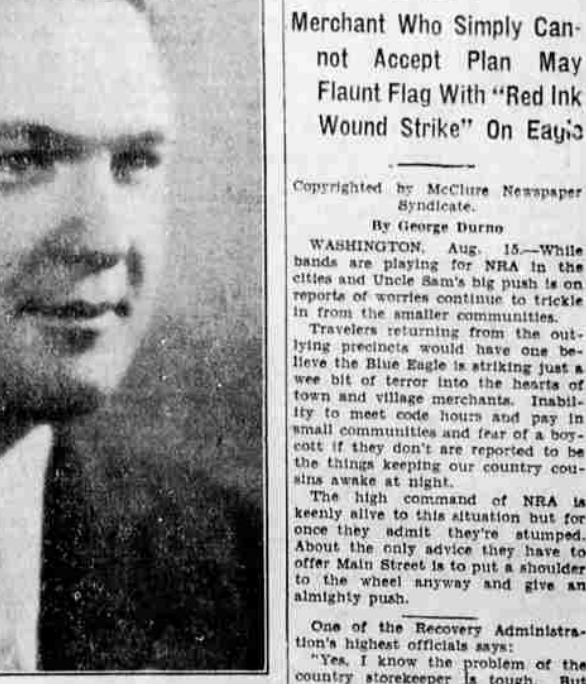 Merchant Who Simply Can-
not Accept Plan May
Flaunt Flag With "Red Ink
Wound Strike" On Eagle
Copyrighted by McClure Newspaper
Syndicate.
By George Durno
WASHINGTON, Aug. 15.—While
bands are playing for NRA in the
cities and Uncle Sam's big push is on
reports of worries continue to trickle
in from the smaller communities.
Travelers returning from the out-
lying precincts would have one be-
lieve the Blue Eagle is striking just a
wee bit of terror into the hearts of
town and village merchants. Inabil-
ity to meet code hours and pay in
small communities and fear of a boy-
cott if they don't are reported to be
the things keeping our country cou-
sins awake at night.
The high command of NRA is
keenly alive to this situation but for
once they admit they're stumped.
About the only advice they have to
offer Main Street is to put a shoulder
to the wheel anyway and give an
almighty push.
One of the Recovery Administra-
tion's highest officials says:
"Yes, I know the problem of the
country storekeeper is tough. But